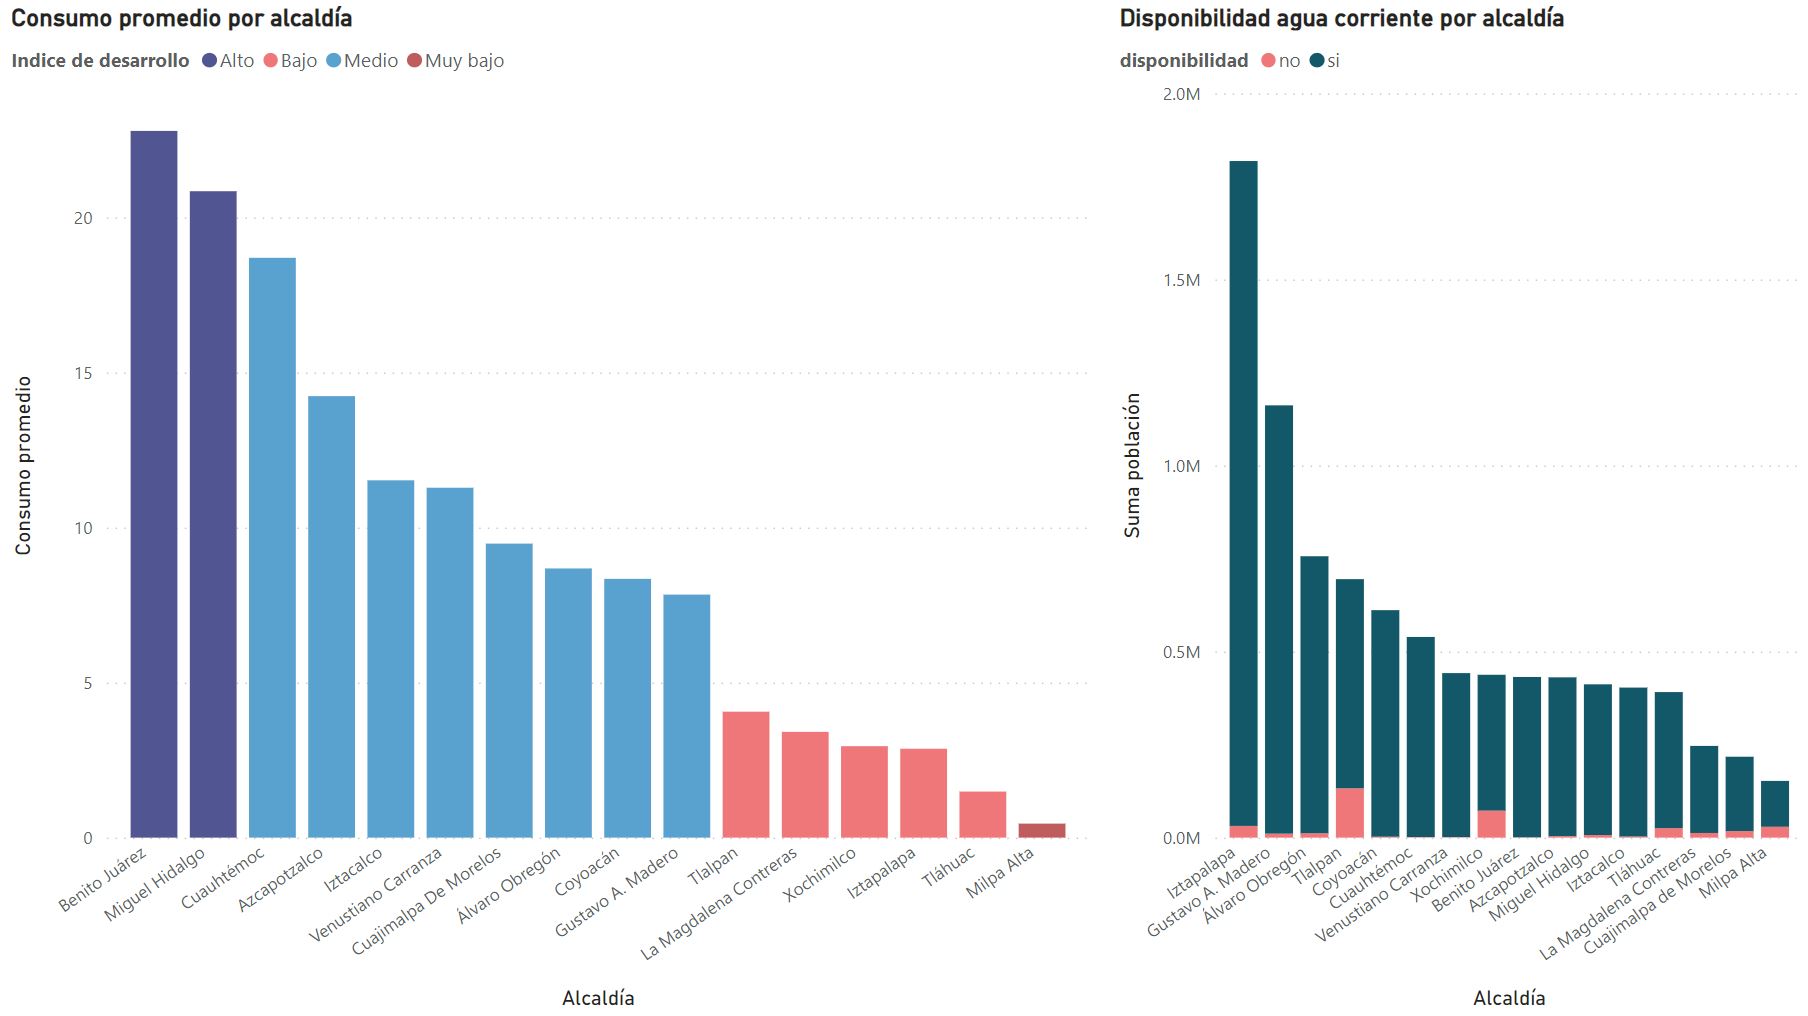 Consumo promedio por alcaldía
Indice de desarrollo Alto Bajo Medio Muy bajo
Consumo promedio
20
15
10
5
0
Benito Juárez
Miguel Hidalgo
Cuauhtémoc
Azcapotzalco
Iztacalco
Venustiano Carranza
Cuajimalpa De Morelos
Álvaro Obregón
Coyoacán
Gustavo A. Madero
Tlalpan
La Magdalena Contreras
Xochimilco
Iztapalapa
Tláhuac
Milpa Alta
Alcaldía
Disponibilidad agua corriente por alcaldía
disponibilidad no si
Suma población
2.0M
1.5M
1.0M
0.5M
0.0M
Iztapalapa
Gustavo A. Madero
Álvaro Obregón
Tlalpan
Coyoacán
Cuauhtémoc
Venustiano Carranza
Xochimilco
Benito Juárez
Azcapotzalco
Miguel Hidalgo
Iztacalco
Tláhuac
La Magdalena Contreras
Cuajimalpa de Morelos
Milpa Alta
Alcaldía